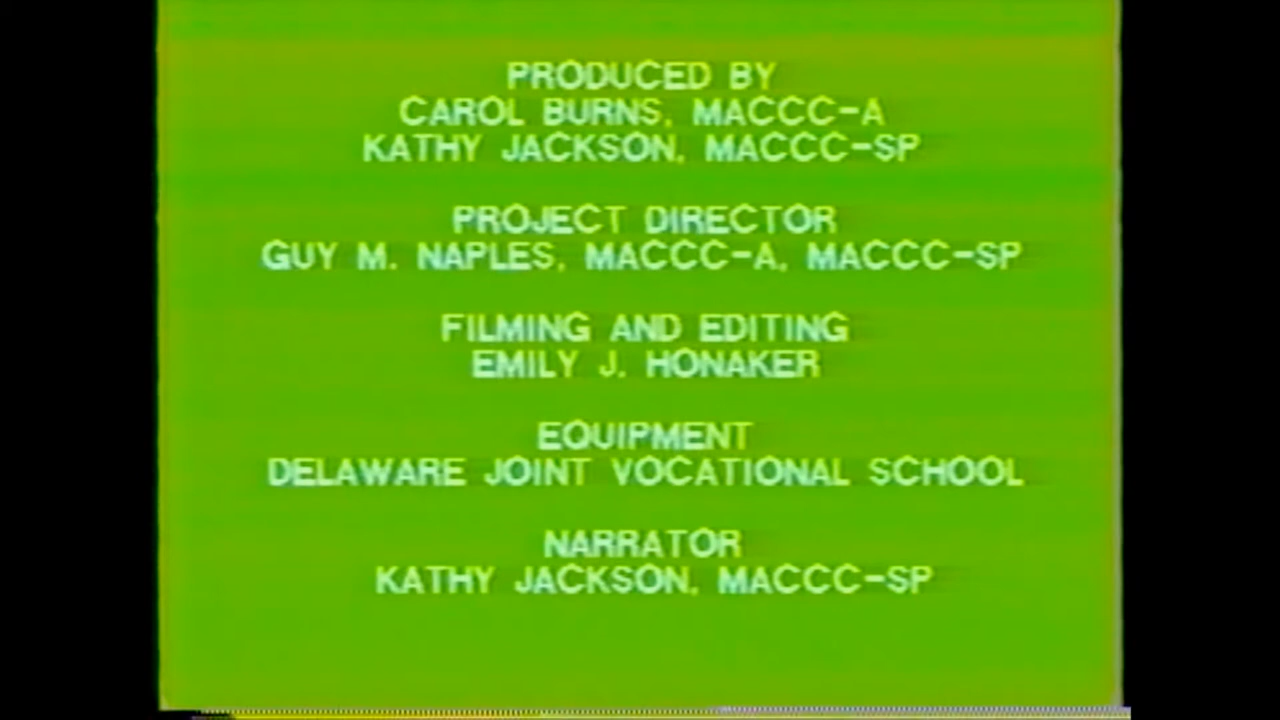 PRODUCED BY
CAROL BURNS, MACCC-A
KATHY JACKSON, MACCC-SP
PROJECT DIRECTOR
GUY M. NAPLES, MACCC-A, MACCC-SP
FILMING AND EDITING
EMILY J. HONAKER
EQUIPMENT
DELAWARE JOINT VOCATIONAL SCHOOL
NARRATOR
KATHY JACKSON, MACCC-SP